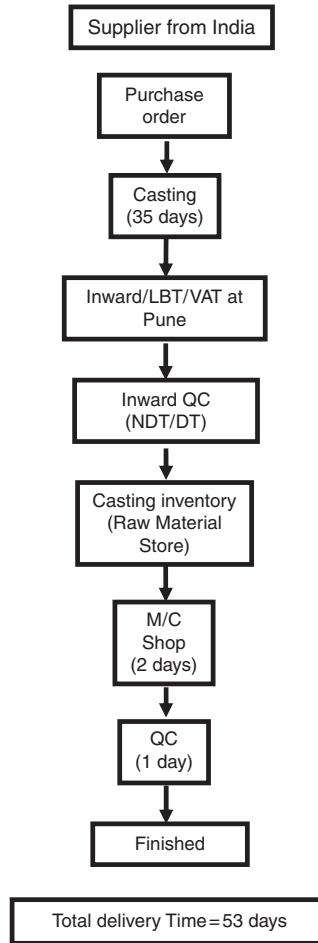 Supplier from India
Purchase
order
Casting
(35 days)
Inward/LBT/VAT at
Pune
Inward QC
(NDT/DT)
Casting inventory
(Raw Material
Store)
M/C
Shop
(2 days)
QC
(1 day)
Finished
Total delivery Time=53 days